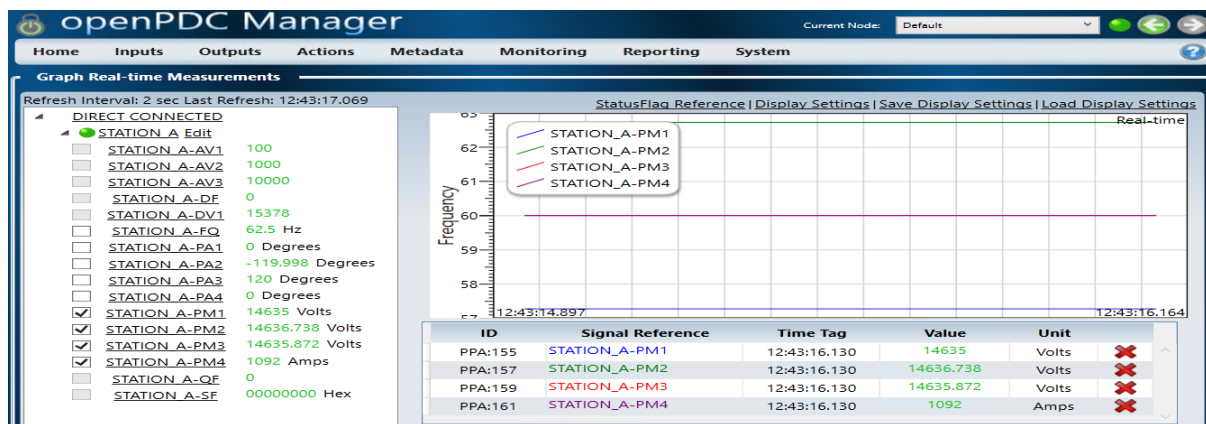 openPDC Manager
Current Node: Default
Home Inputs Outputs Actions Metadata Monitoring Reporting System
Graph Real-time Measurements
Refresh Interval: 2 sec Last Refresh: 12:43:17.069
StatusFlag Reference | Display Settings | Save Display Settings | Load Display Settings
DIRECT CONNECTED
STATION_A Edit
STATION_A-AV1 100
STATION_A-AV2 1000
STATION_A-AV3 10000
STATION_A-DF 0
STATION_A-DV1 15378
STATION_A-FQ 62.5 Hz
STATION_A-PA1 0 Degrees
STATION_A-PA2 -119.998 Degrees
STATION_A-PA3 120 Degrees
STATION_A-PA4 0 Degrees
STATION_A-PM1 14635 Volts
STATION_A-PM2 14636.738 Volts
STATION_A-PM3 14635.872 Volts
STATION_A-PM4 1092 Amps
STATION_A-QF 0
STATION_A-SF 00000000 Hex
Real-time
Frequency
63
62
61
60
59
58
57
STATION_A-PM1
STATION_A-PM2
STATION_A-PM3
STATION_A-PM4
12:43:14.897 12:43:16.164
ID Signal Reference Time Tag Value Unit
PPA:155 STATION_A-PM1 12:43:16.130 14635 Volts
PPA:157 STATION_A-PM2 12:43:16.130 14636.738 Volts
PPA:159 STATION_A-PM3 12:43:16.130 14635.872 Volts
PPA:161 STATION_A-PM4 12:43:16.130 1092 Amps